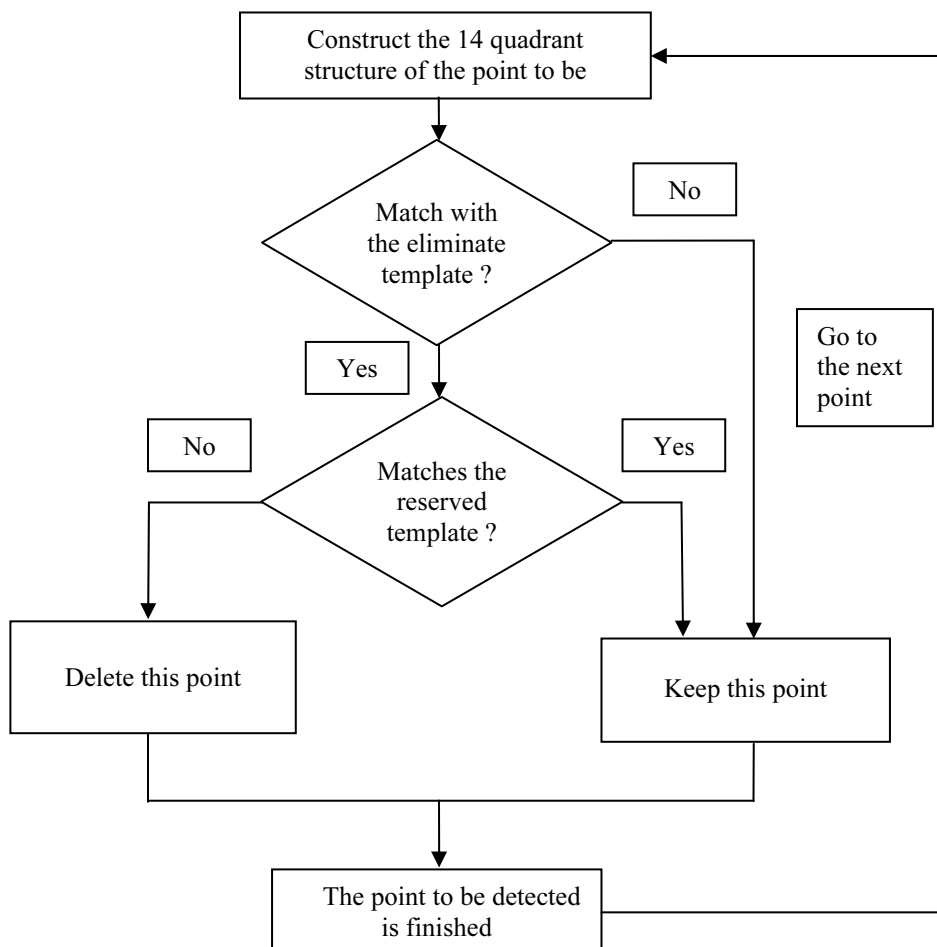 Construct the 14 quadrant
structure of the point to be
No
Match with
the eliminate
template ?
Go to
the next
point
Yes
No
Yes
Matches the
reserved
template ?
Delete this point
Keep this point
The point to be detected
is finished